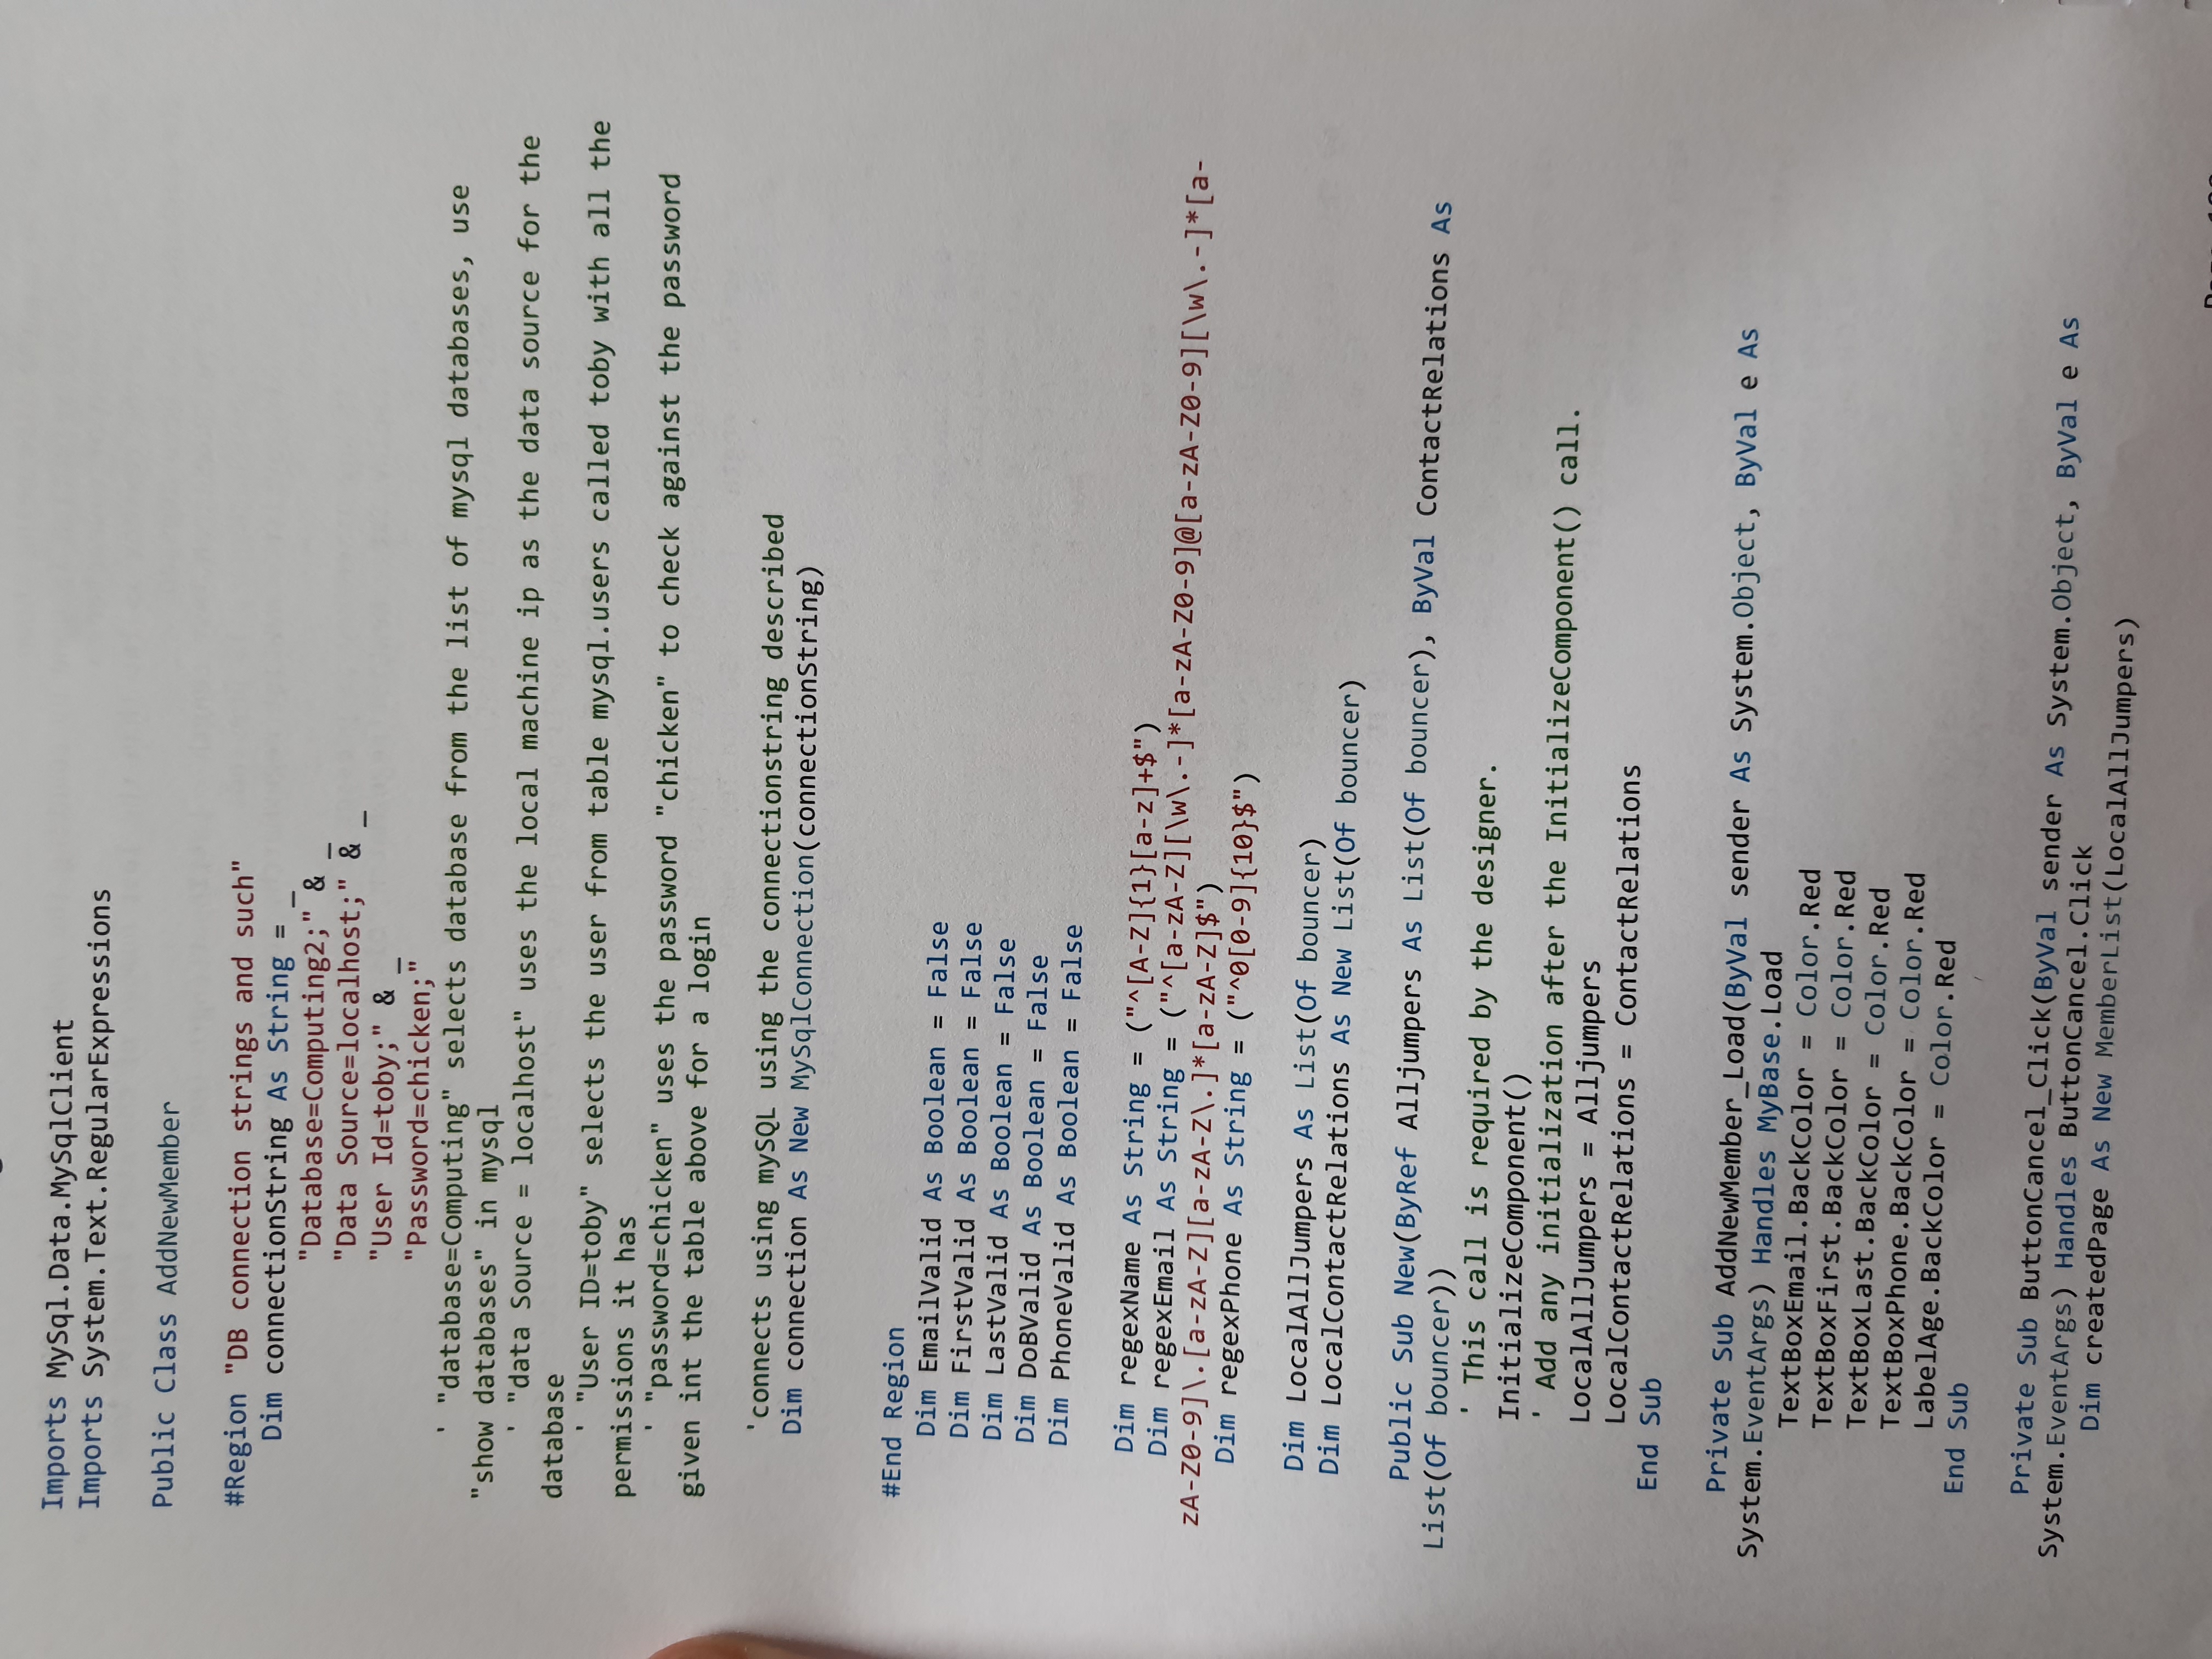 Imports MySql.Data.MySqlClient
Imports System.Text.RegularExpressions
Public Class AddNewMember
#Region "DB connection strings and such"
Dim connectionString As String = _
"Database=Computing2;" & _
"Data Source=localhost;" & _
"User Id=toby;" & _
"Password=chicken;"
' "database=Computing" selects database from the list of mysql databases, use
"show databases" in mysql
' "data Source = localhost" uses the local machine ip as the data source for the
database
' "User ID=toby" selects the user from table mysql.users called toby with all the
permissions it has
' "password=chicken" uses the password "chicken" to check against the password
given int the table above for a login
'connects using mySQL using the connectionstring described
Dim connection As New MySqlConnection(connectionString)
#End Region
Dim EmailValid As Boolean = False
Dim FirstValid As Boolean = False
Dim LastValid As Boolean = False
Dim DoBValid As Boolean = False
Dim PhoneValid As Boolean = False
Dim regexName As String = ("^[A-Z]{1}[a-z]+$")
Dim regexEmail As String = ("^[a-zA-Z][\w\.-]*[a-zA-Z0-9]@[a-zA-Z0-9][\w\.-]*[a-
zA-Z0-9]\.[a-zA-Z][a-zA-Z\.]*[a-zA-Z]$")
Dim regexPhone As String = ("^0[0-9]{10}$")
Dim LocalAllJumpers As List(Of bouncer)
Dim LocalContactRelations As New List(Of bouncer)
Public Sub New(ByRef Alljumpers As List(Of bouncer), ByVal ContactRelations As
List(Of bouncer))
' This call is required by the designer.
InitializeComponent()
' Add any initialization after the InitializeComponent() call.
LocalAllJumpers = Alljumpers
LocalContactRelations = ContactRelations
End Sub
Private Sub AddNewMember_Load(ByVal sender As System.Object, ByVal e As
System.EventArgs) Handles MyBase.Load
TextBoxEmail.BackColor = Color.Red
TextBoxFirst.BackColor = Color.Red
TextBoxLast.BackColor = Color.Red
TextBoxPhone.BackColor = Color.Red
LabelAge.BackColor = Color.Red
End Sub
Private Sub ButtonCancel_Click(ByVal sender As System.Object, ByVal e As
System.EventArgs) Handles ButtonCancel.Click
Dim createdPage As New MemberList(LocalAllJumpers)